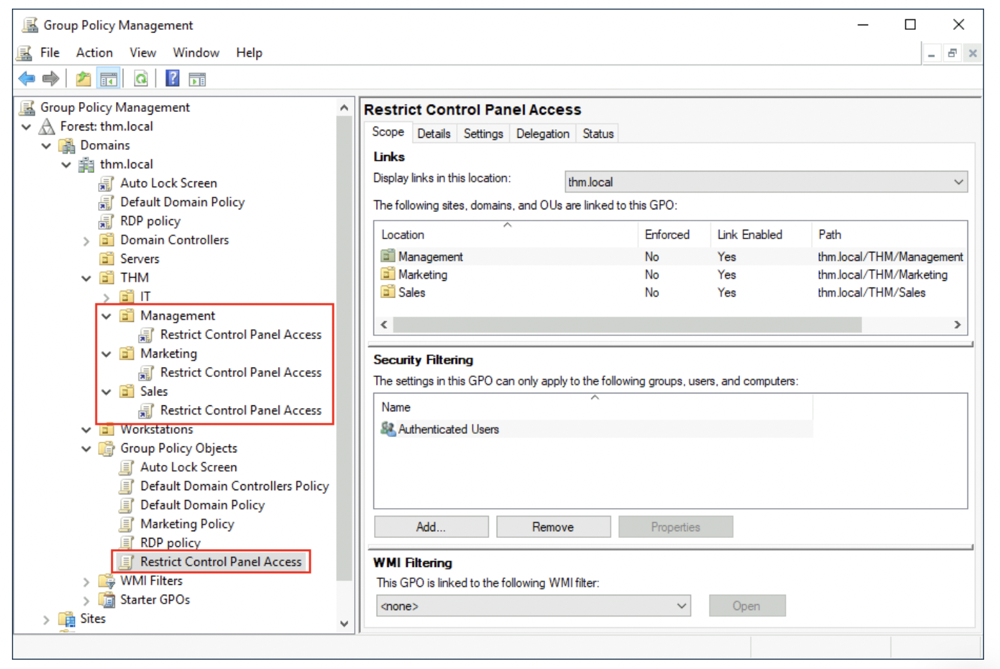 Group Policy Management
File Action View Window Help
Group Policy Management
Forest: thm.local
Domains
thm.local
Auto Lock Screen
Default Domain Policy
RDP policy
Domain Controllers
Servers
THM
IT
Management
Restrict Control Panel Access
Marketing
Restrict Control Panel Access
Sales
Restrict Control Panel Access
Workstations
Group Policy Objects
Auto Lock Screen
Default Domain Controllers Policy
Default Domain Policy
Marketing Policy
RDP policy
Restrict Control Panel Access
WMI Filters
Starter GPOs
Sites
Restrict Control Panel Access
Scope Details Settings Delegation Status
Links
Display links in this location: thm.local
The following sites, domains, and OUs are linked to this GPO:
Location Enforced Link Enabled Path
Management No Yes thm.local/THM/Management
Marketing No Yes thm.local/THM/Marketing
Sales No Yes thm.local/THM/Sales
Security Filtering
The settings in this GPO can only apply to the following groups, users, and computers:
Name
Authenticated Users
Add... Remove Properties
WMI Filtering
This GPO is linked to the following WMI filter:
<none> Open